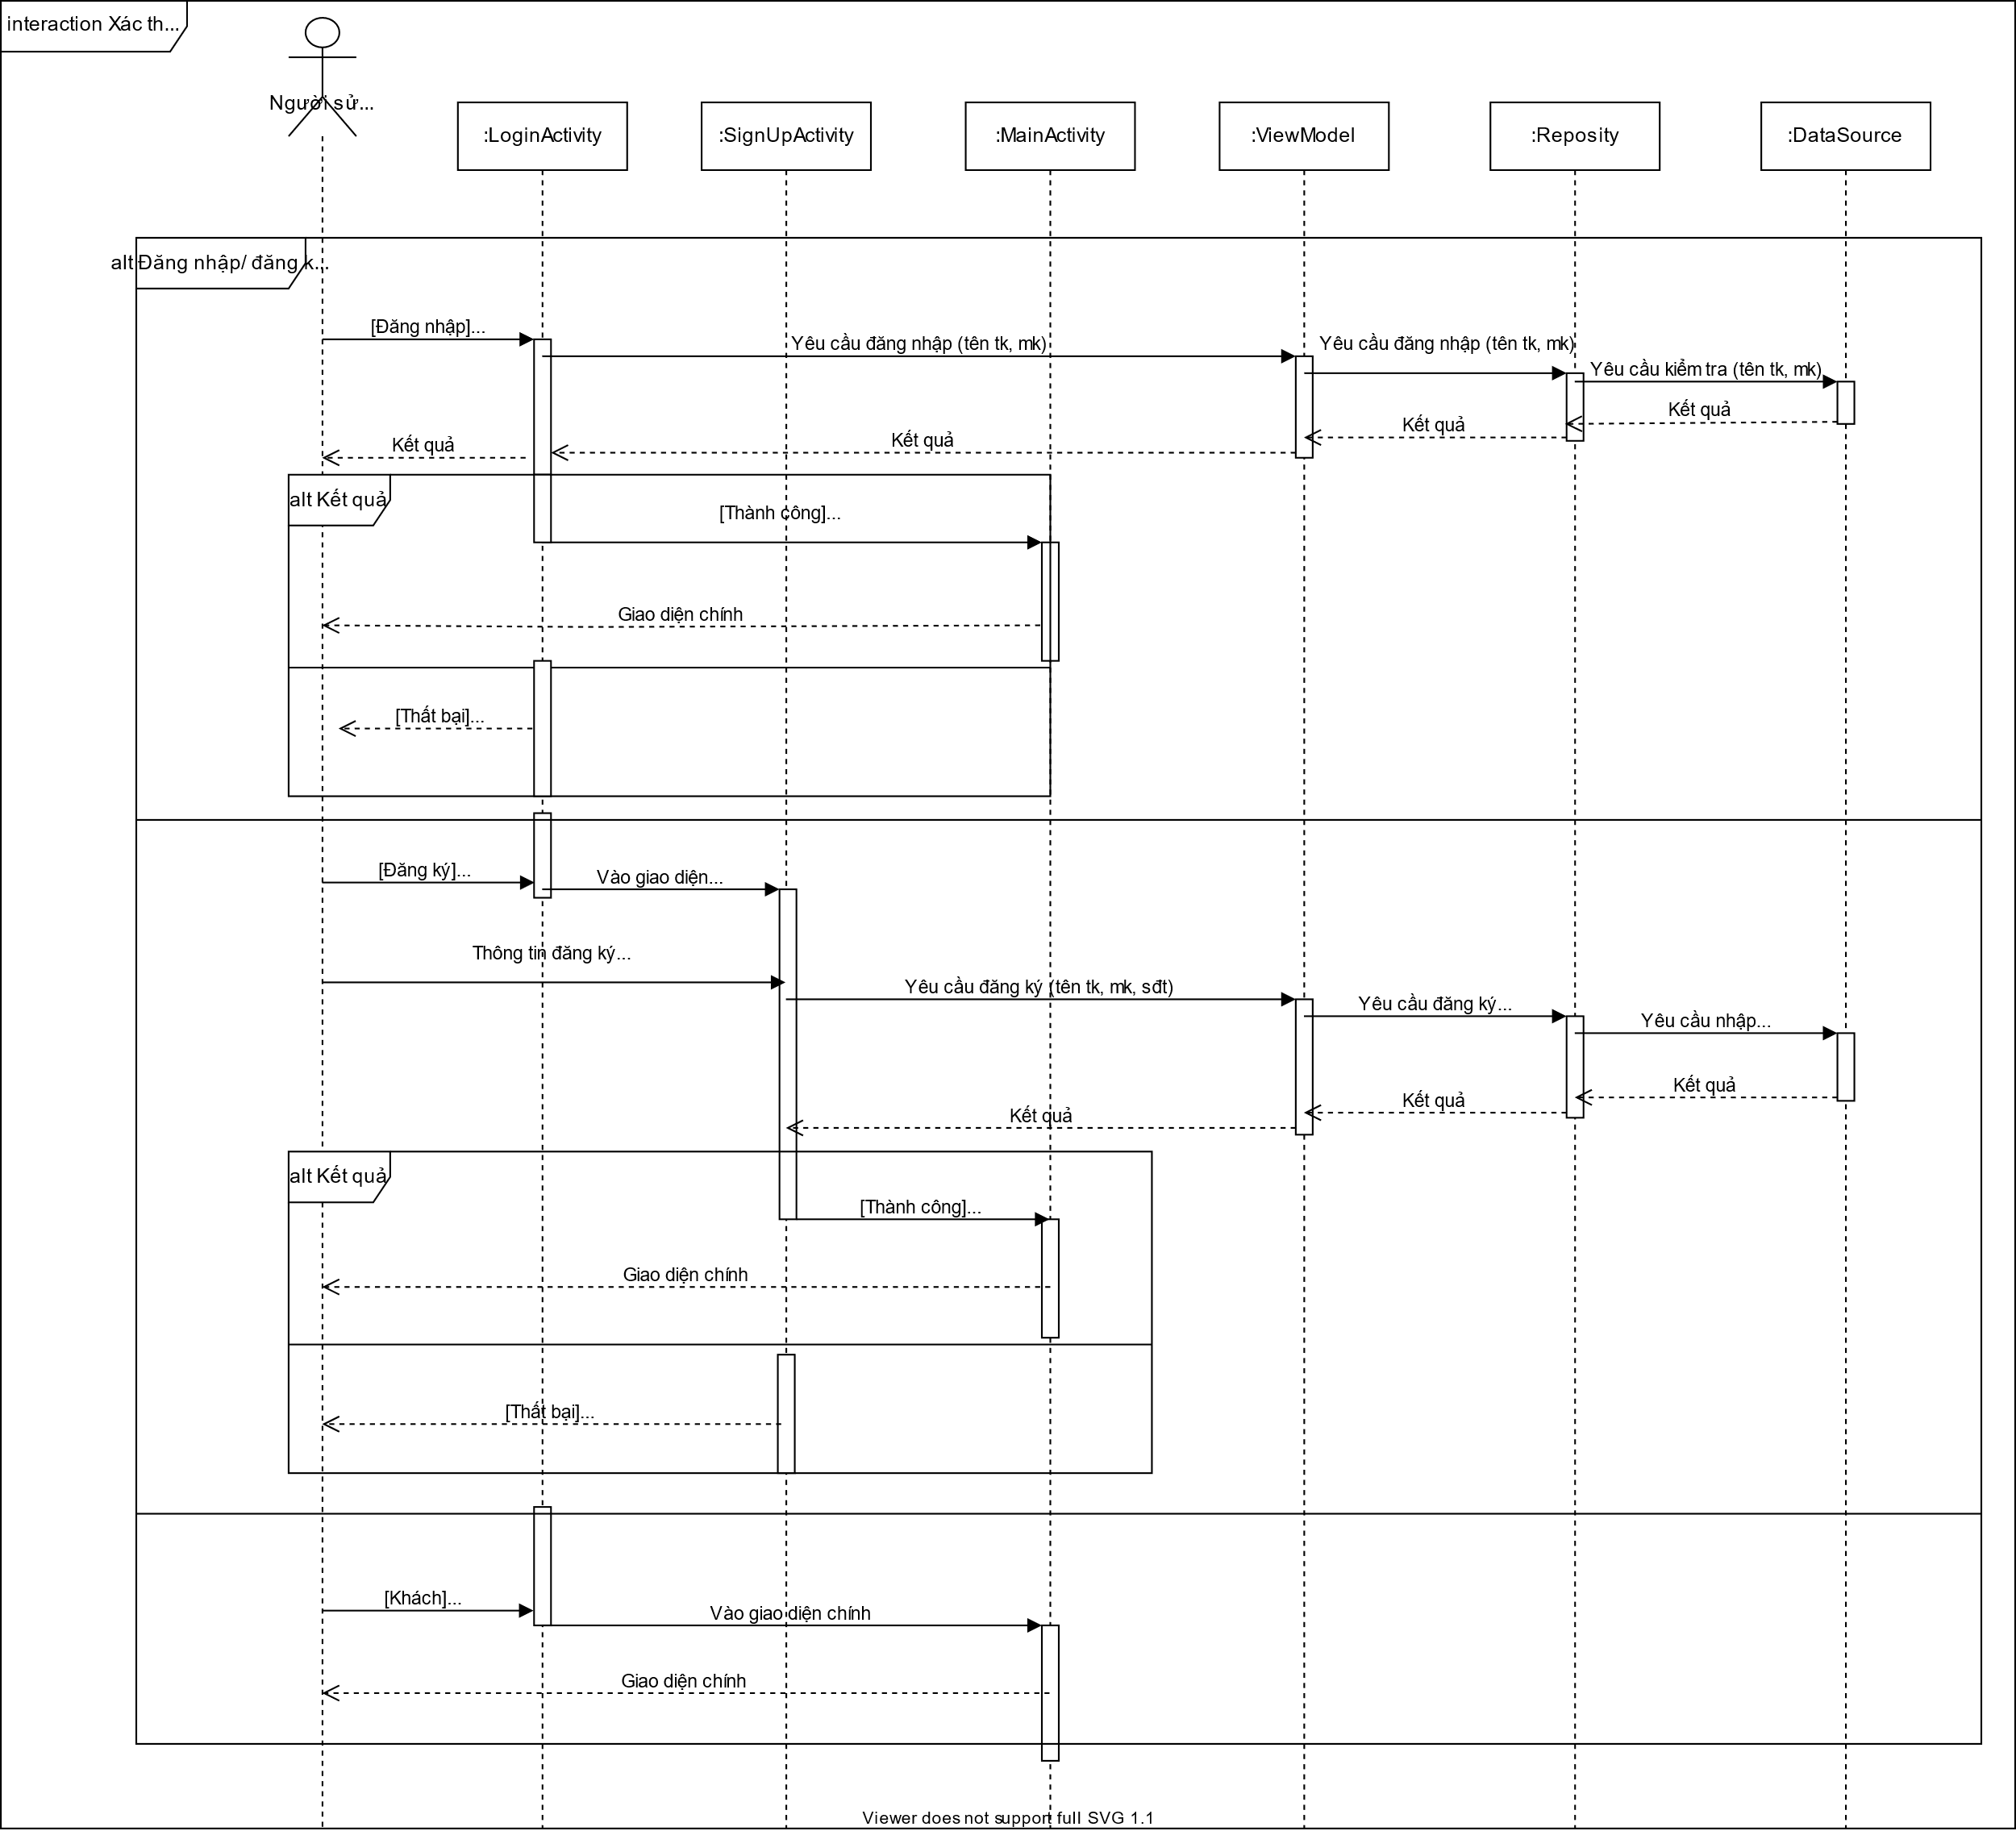 interaction Xác th...
Người sử...
:LoginActivity
:SignUpActivity
:MainActivity
:ViewModel
:Reposity
:DataSource
alt Đăng nhập/ đăng k...
[Đăng nhập]...
Yêu cầu đăng nhập (tên tk, mk)
Yêu cầu đăng nhập (tên tk, mk)
Yêu cầu kiểm tra (tên tk, mk)
Kết quả
Kết quả
Kết quả
Kết quả
alt Kết quả
[Thành công]...
Giao diện chính
[Thất bại]...
[Đăng ký]...
Vào giao diện...
Thông tin đăng ký...
Yêu cầu đăng ký (tên tk, mk, sđt)
Yêu cầu đăng ký...
Yêu cầu nhập...
Kết quả
Kết quả
Kết quả
alt Kết quả
[Thành công]...
Giao diện chính
[Thất bại]...
[Khách]...
Vào giao diện chính
Giao diện chính
Viewer does not support full SVG 1.1